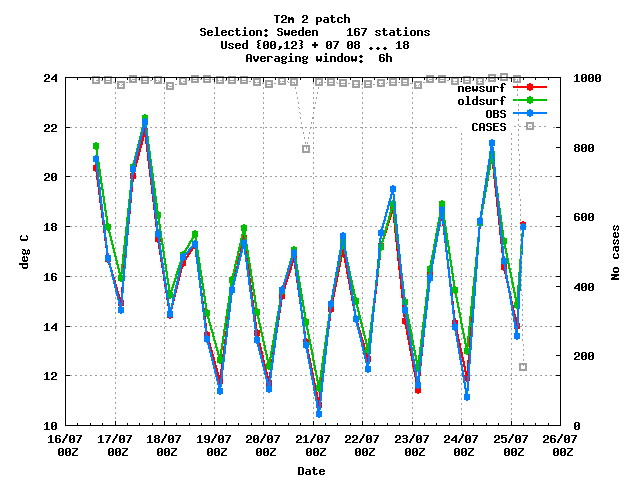 T2m 2 patch
Selection: Sweden    167 stations
Used {00,12} + 07 08 ... 18
Averaging window:  6h
24
22
20
18
16
14
12
10
deg C
1000
800
600
400
200
0
No cases
newsurf
oldsurf
OBS
CASES
16/07 17/07 18/07 19/07 20/07 21/07 22/07 23/07 24/07 25/07 26/07
00Z 00Z 00Z 00Z 00Z 00Z 00Z 00Z 00Z 00Z 00Z
Date